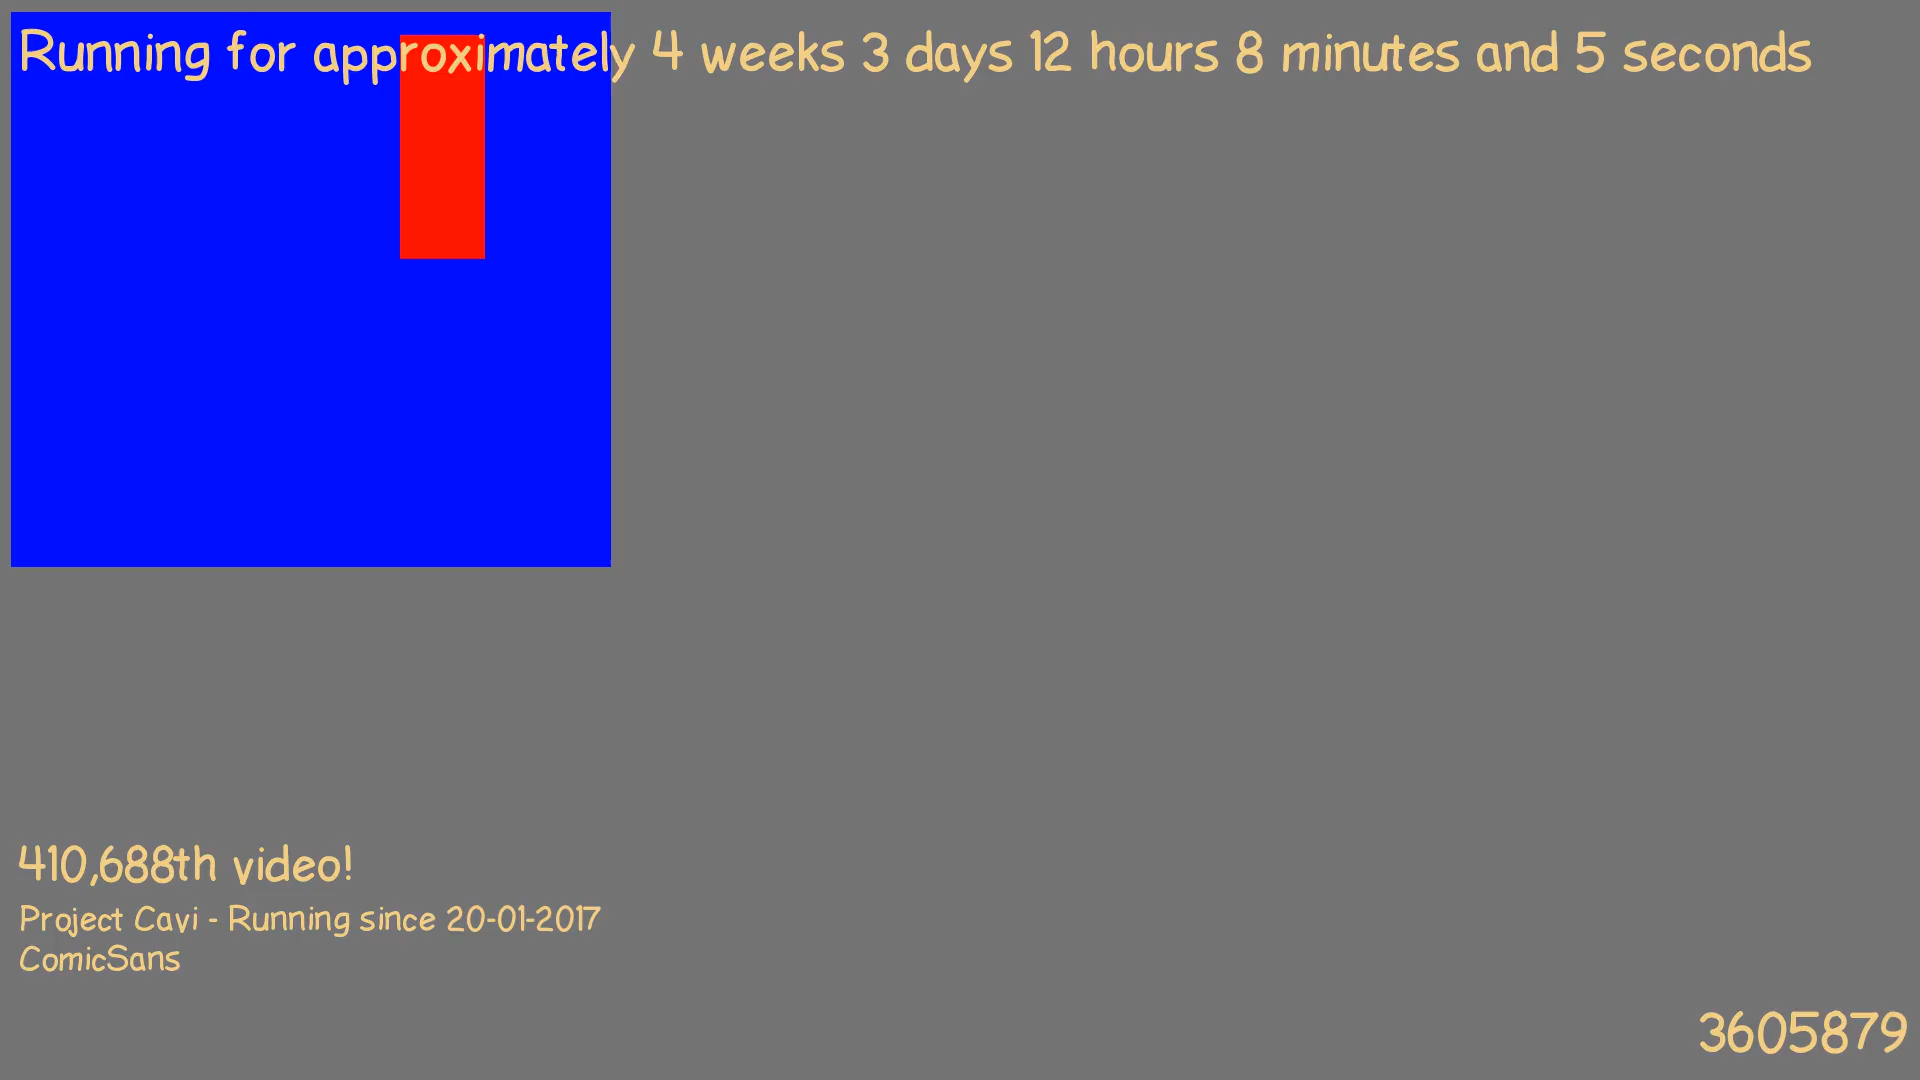 Running for approximately 4 weeks 3 days 12 hours 8 minutes and 5 seconds
410,688th video!
Project Cavi - Running since 20-01-2017
ComicSans
3605879